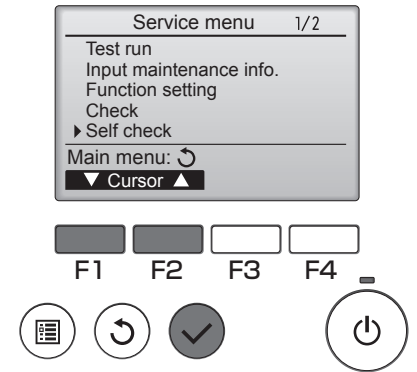 Service menu 1/2
Test run
Input maintenance info.
Function setting
Check
Self check
Main menu:
Cursor
F1 F2 F3 F4